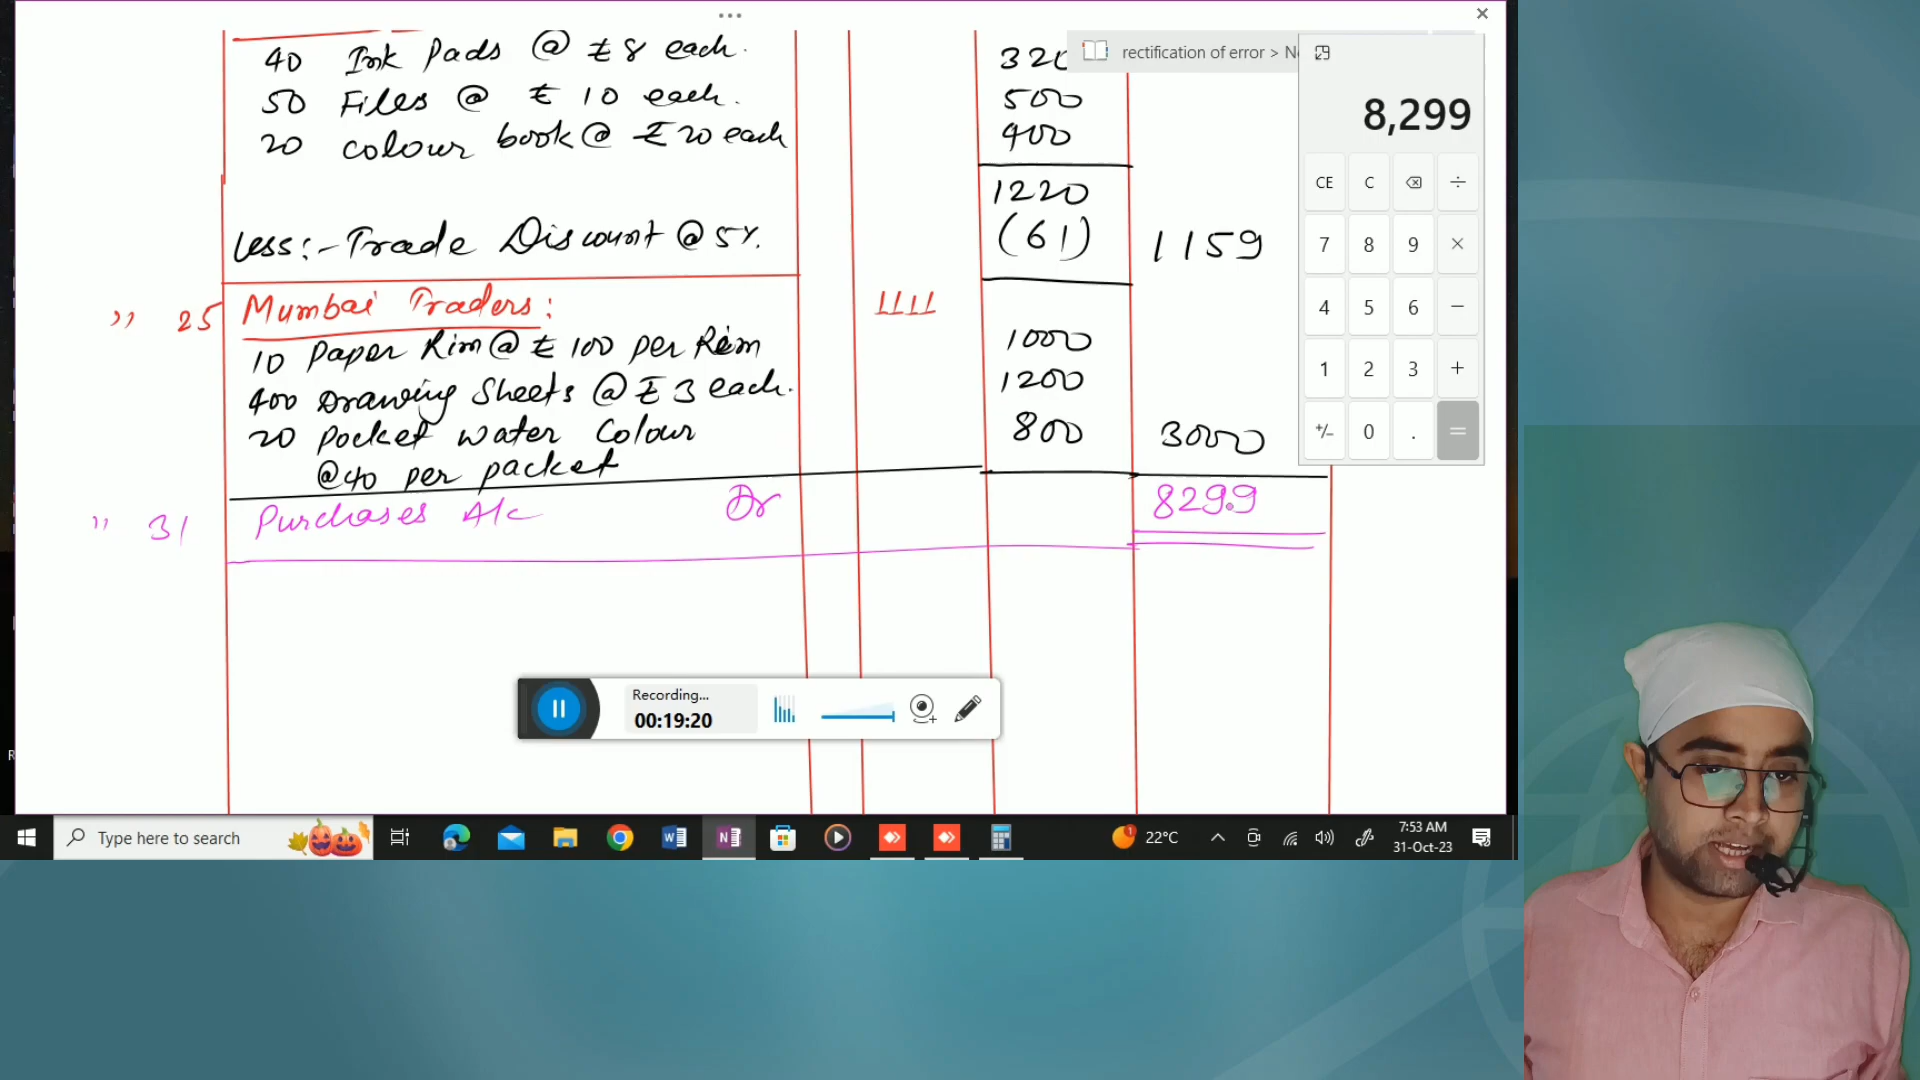 40 Ink Pads @ ₹ 8 each. 320
rectification of error > N
50 Files @ ₹ 10 each. 500
8,299
20 colour book @ ₹ 20 each 400
CE C ÷
1220
Less:- Trade Discount @ 5%. (61) 1159
7 8 9 ×
" 25 Mumbai Traders:
4 5 6 −
10 Paper Rim @ ₹ 100 per Rim 1000
1 2 3 +
400 Drawing Sheets @ ₹ 3 each. 1200
20 Pocket water Colour 800 3000
+/− 0 . =
@40 per packet
" 31 Purchases A/c Dr 8299
Recording...
00:19:20
Type here to search
22°C
7:53 AM
31-Oct-23